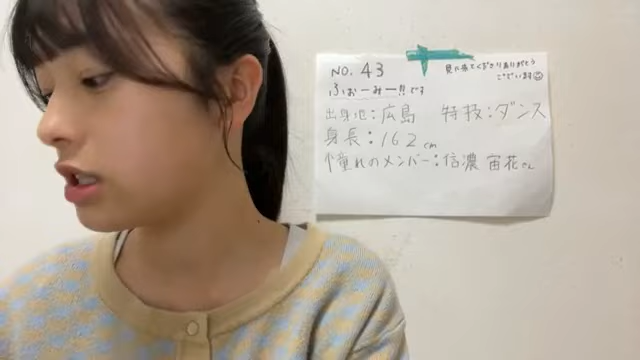 NO. 43
見に来てくださりありがとう
ございます
ふぉーみー!!です
出身地:広島 特技:ダンス
身長:162cm
憧れのメンバー:信濃 宙花さん